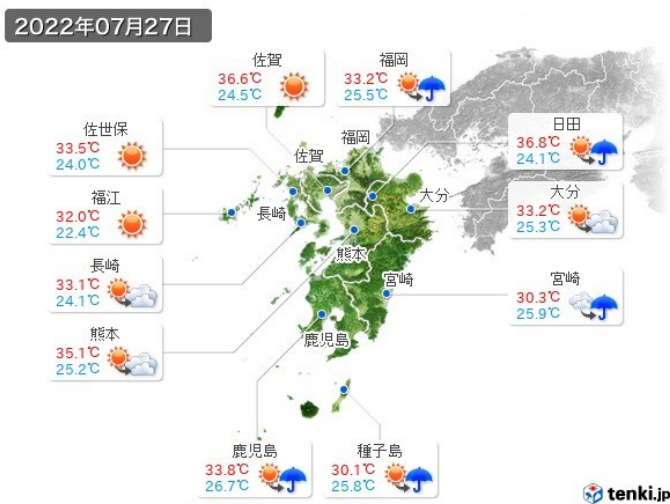 2022年07月27日
佐賀
36.6℃
24.5℃
福岡
33.2℃
25.5℃
佐世保
33.5℃
24.0℃
福江
32.0℃
22.4℃
長崎
33.1℃
24.1℃
熊本
35.1℃
25.2℃
日田
36.8℃
24.1℃
大分
33.2℃
25.3℃
宮崎
30.3℃
25.9℃
福岡
佐賀
大分
長崎
熊本
宮崎
鹿児島
鹿児島
33.8℃
26.7℃
種子島
30.1℃
25.8℃
tenki.jp